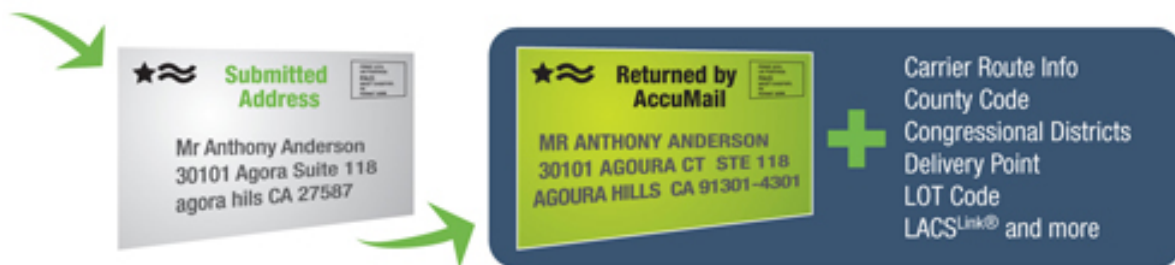 Submitted
Address
Mr Anthony Anderson
30101 Agora Suite 118
agora hils CA 27587
Returned by
AccuMail
MR ANTHONY ANDERSON
30101 AGOURA CT STE 118
AGOURA HILLS CA 91301-4301
Carrier Route Info
County Code
Congressional Districts
Delivery Point
LOT Code
LACSLink® and more